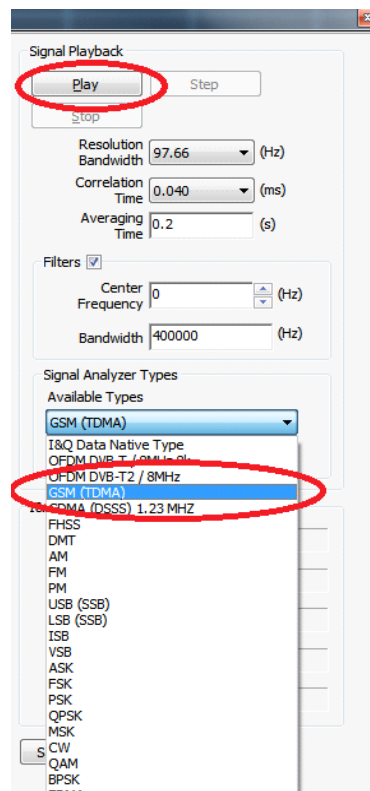 Signal Playback
Play Step
Stop
Resolution
Bandwidth 97.66 (Hz)
Correlation
Time 0.040 (ms)
Averaging
Time 0.2 (s)
Filters
Center
Frequency 0 (Hz)
Bandwidth 400000 (Hz)
Signal Analyzer Types
Available Types
GSM (TDMA)
I&Q Data Native Type
OFDM DVB-T / 8MHz
OFDM DVB-T2 / 8MHz
GSM (TDMA)
CDMA (DSSS) 1.23 MHZ
FHSS
DMT
AM
FM
PM
USB (SSB)
LSB (SSB)
ISB
VSB
ASK
FSK
PSK
QPSK
MSK
S CW
QAM
BPSK